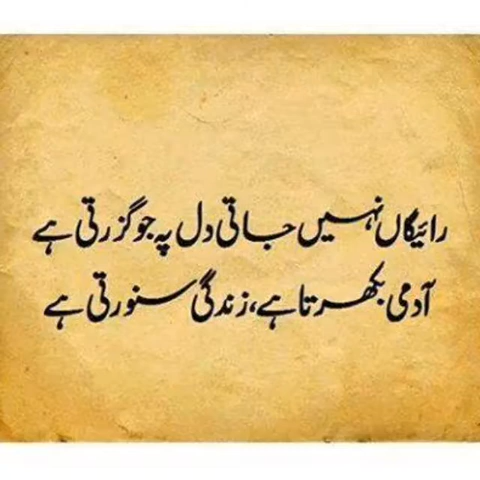 رائیگاں نہیں جاتی دل پہ جو گزرتی ہے
آدمی بکھرتا ہے، زندگی سنورتی ہے